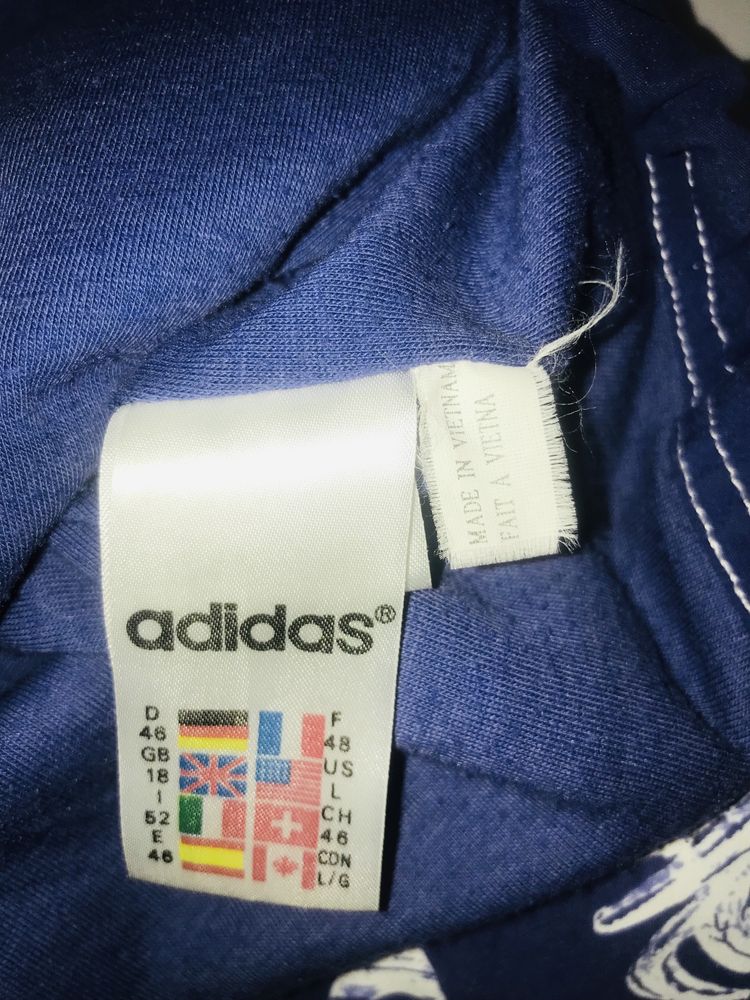 adidas®
D
46
GB
18
I
52
E
46
F
48
US
L
CH
46
CDN
L/G
MADE IN VIETNAM
FAIT A VIETNA